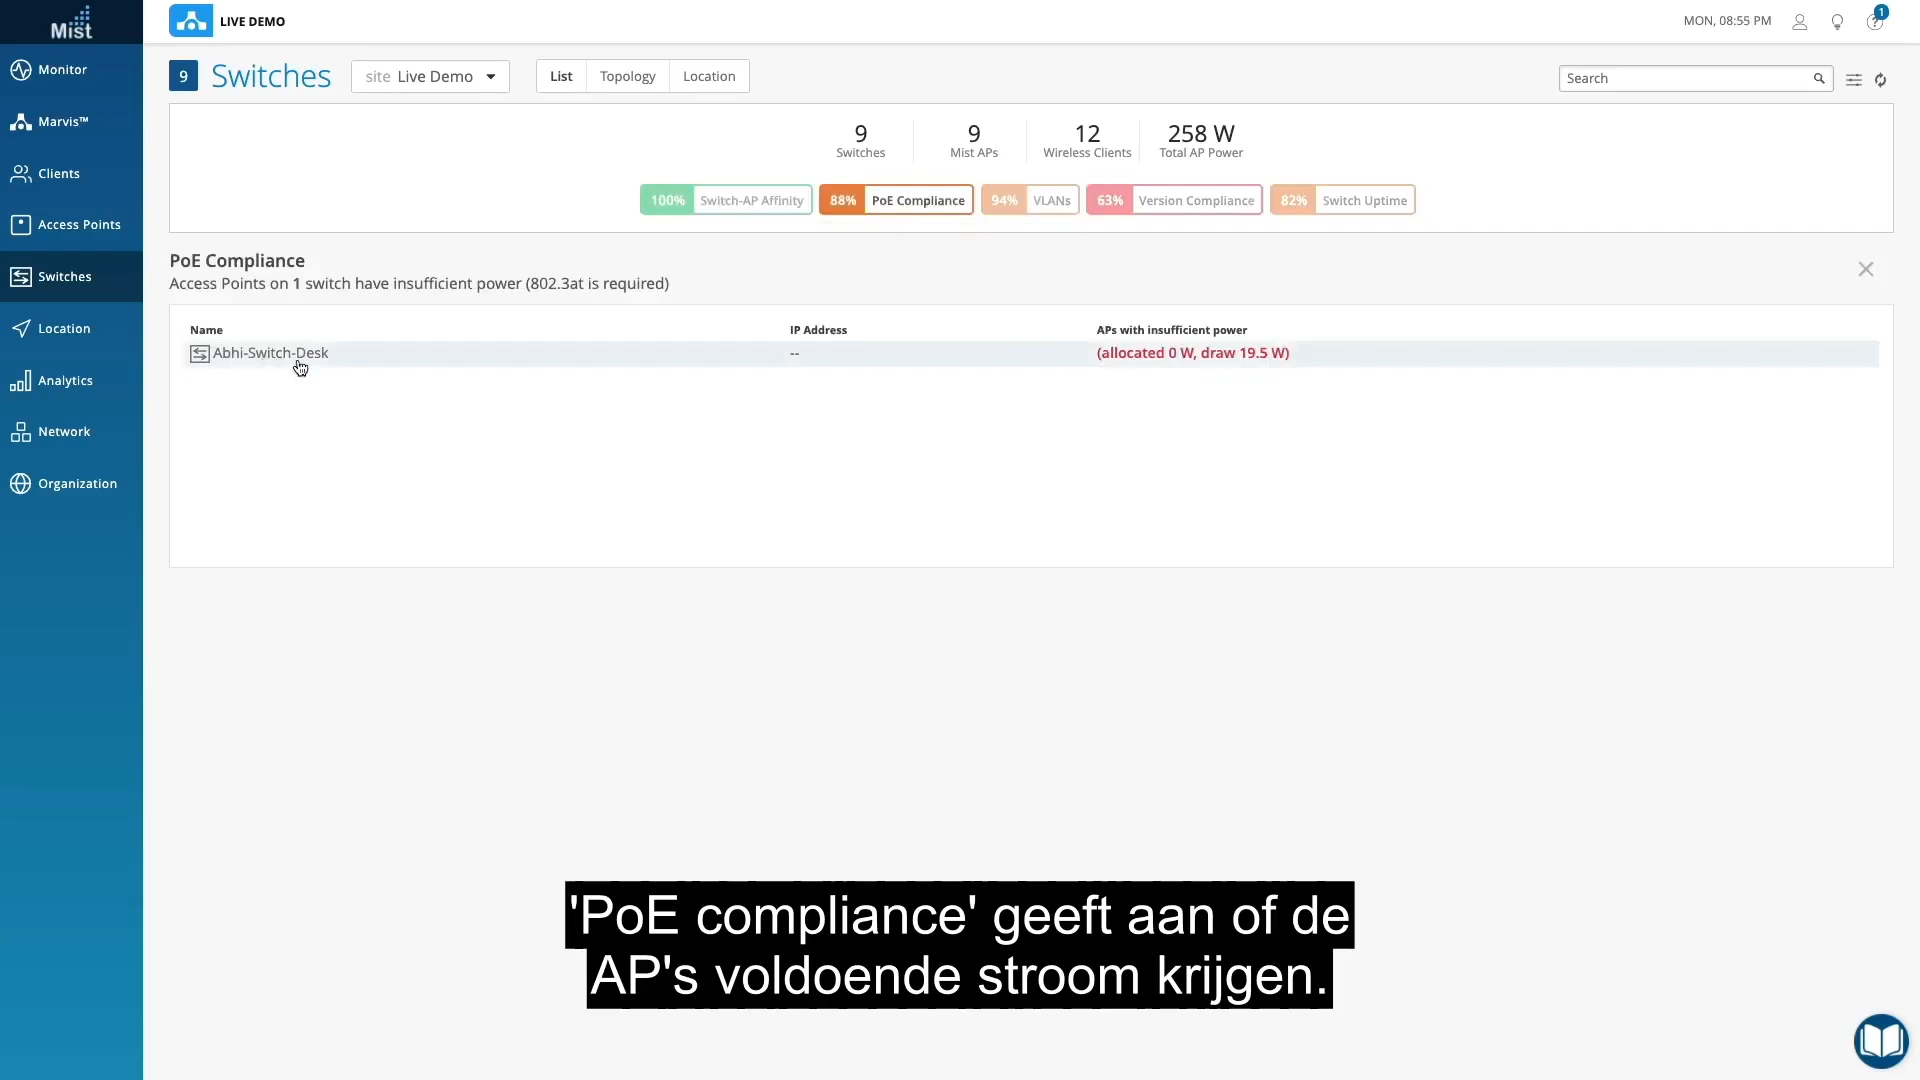 Mist
LIVE DEMO
MON, 08:55 PM
1
Monitor
Marvis™
Clients
Access Points
Switches
Location
Analytics
Network
Organization
9 Switches
site Live Demo
List Topology Location
Search
9 9 12 258 W
Switches Mist APs Wireless Clients Total AP Power
100% Switch-AP Affinity 88% PoE Compliance 94% VLANs 63% Version Compliance 82% Switch Uptime
PoE Compliance
Access Points on 1 switch have insufficient power (802.3at is required)
Name IP Address APs with insufficient power
Abhi-Switch-Desk -- (allocated 0 W, draw 19.5 W)
'PoE compliance' geeft aan of de
AP's voldoende stroom krijgen.